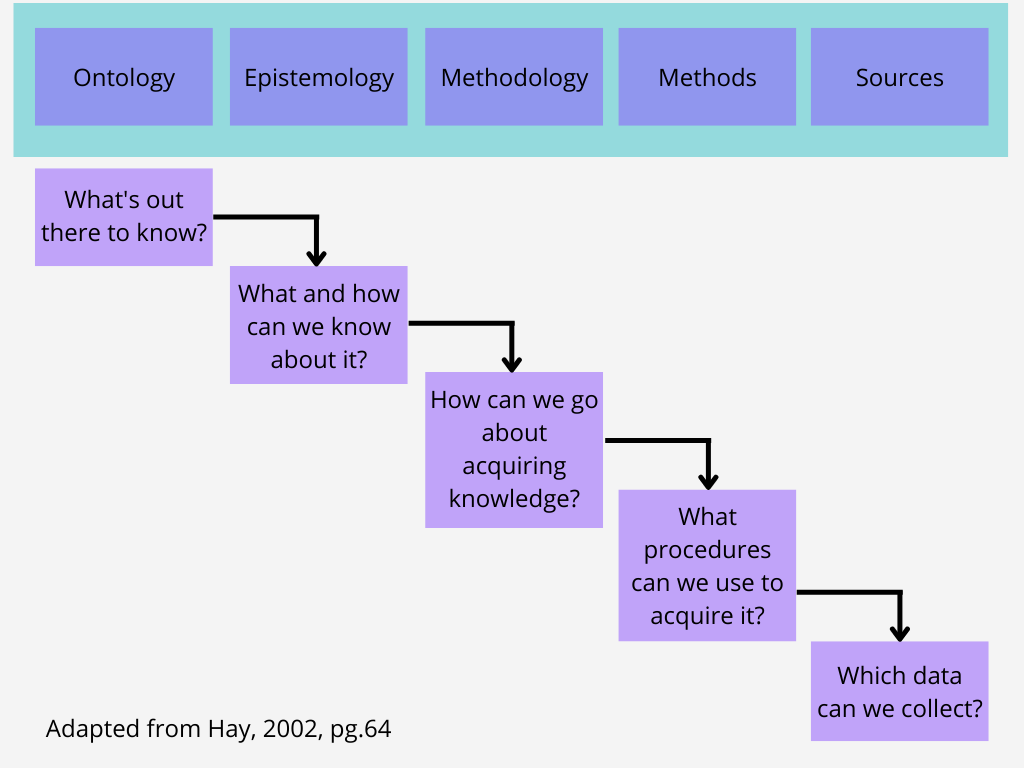 Ontology
Epistemology
Methodology
Methods
Sources
What's out
there to know?
What and how
can we know
about it?
How can we go
about
acquiring
knowledge?
What
procedures
can we use to
acquire it?
Which data
can we collect?
Adapted from Hay, 2002, pg.64